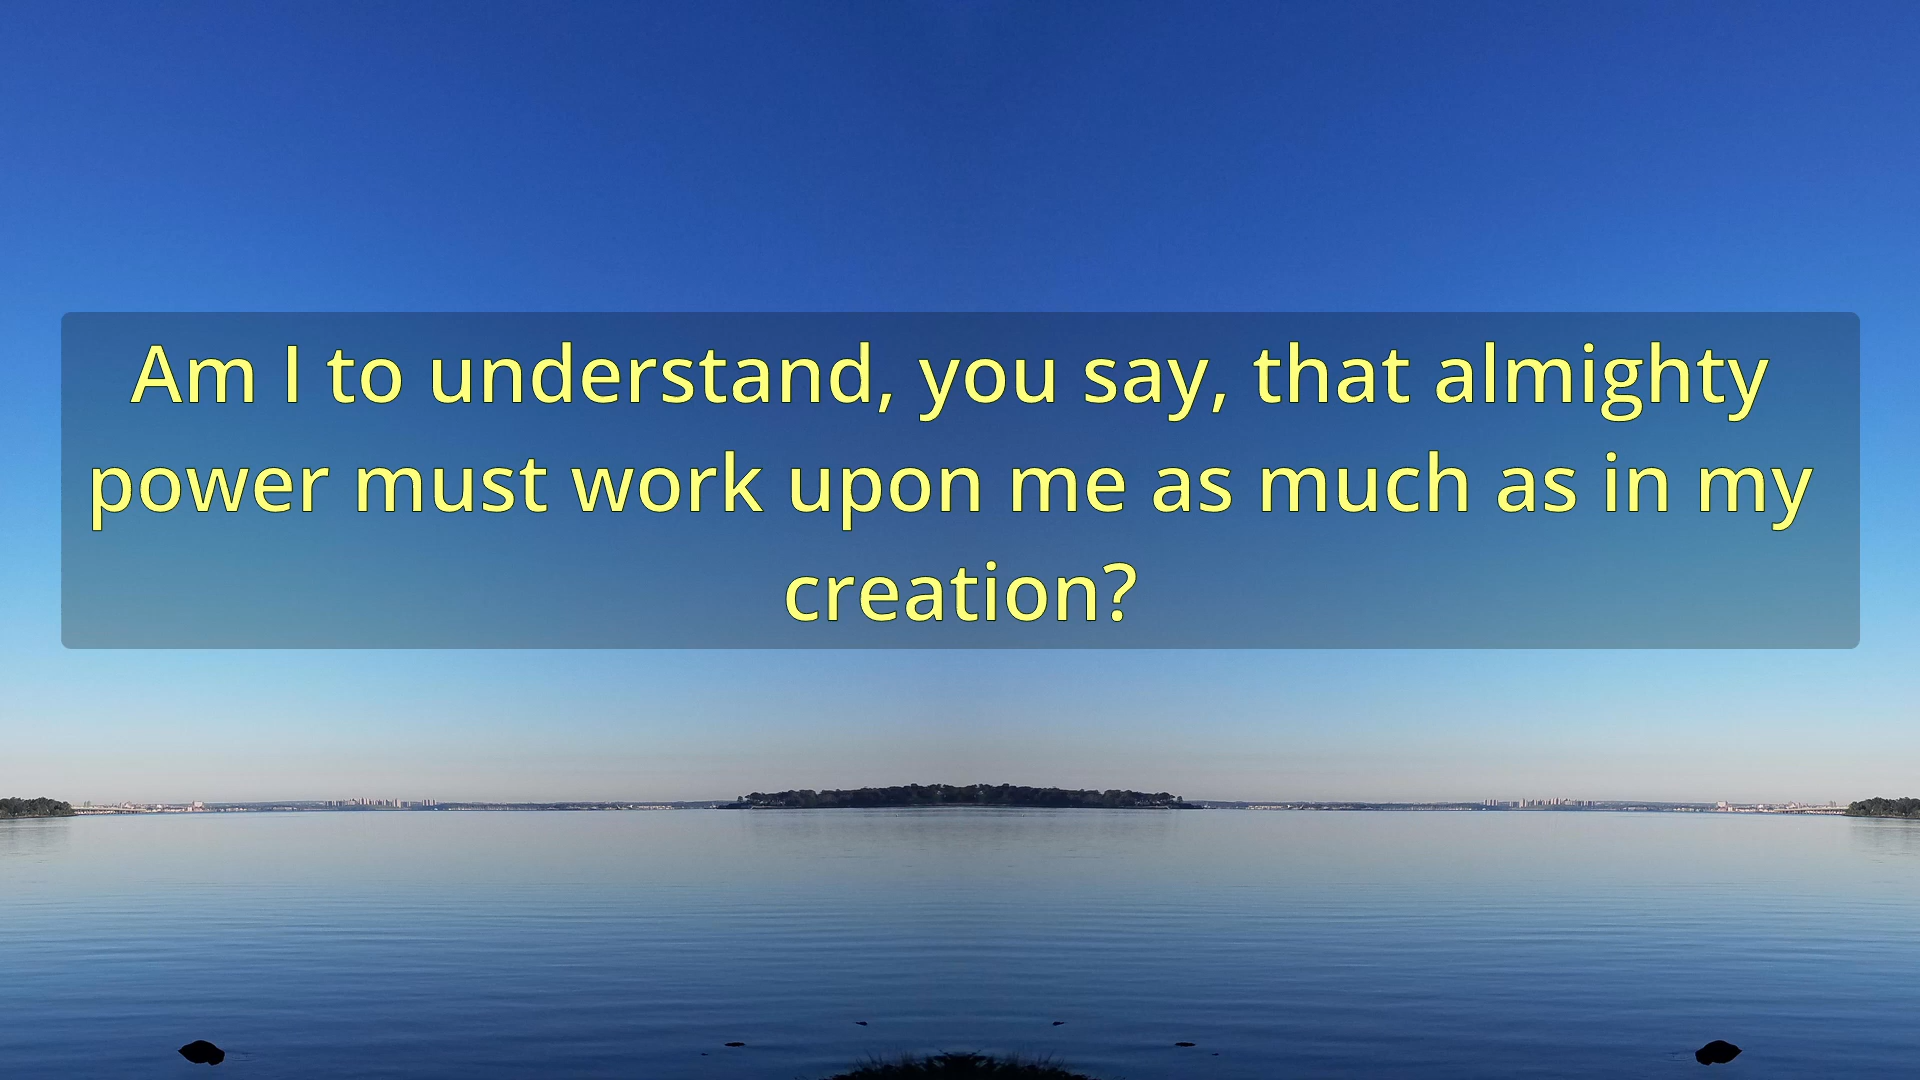 Am I to understand, you say, that almighty
power must work upon me as much as in my
creation?